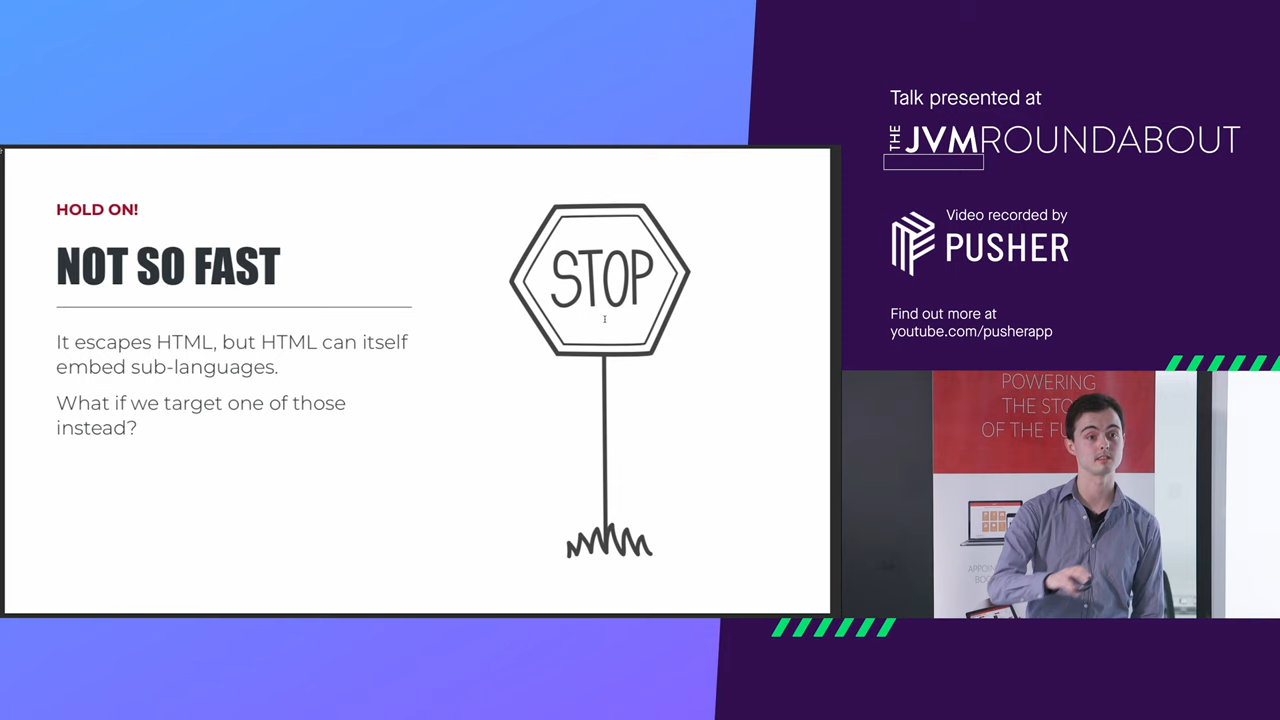 HOLD ON!
NOT SO FAST
It escapes HTML, but HTML can itself
embed sub-languages.
What if we target one of those
instead?
STOP
Talk presented at
THE JVMROUNDABOUT
Video recorded by
PUSHER
Find out more at
youtube.com/pusherapp
POWERING
THE STO
OF THE FU